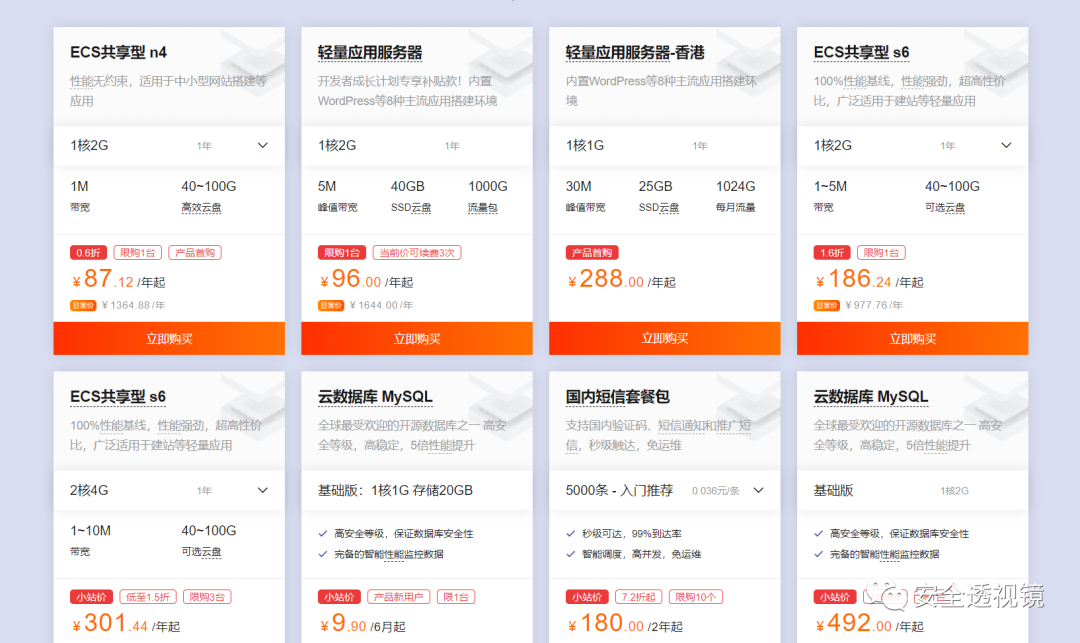 ECS共享型 n4
性能无约束，适用于中小型网站搭建等
应用
1核2G 1年
1M 40~100G
带宽 高效云盘
0.6折 限购1台 产品首购
¥87.12 /年起
日常价 ¥1364.88 /年
立即购买
轻量应用服务器
开发者成长计划专享补贴款！内置
WordPress等8种主流应用搭建环境
1核2G 1年
5M 40GB 1000G
峰值带宽 SSD云盘 流量包
限购1台 当前价可续费3次
¥96.00 /年起
日常价 ¥1644.00 /年
立即购买
轻量应用服务器-香港
内置WordPress等8种主流应用搭建环
境
1核1G 1年
30M 25GB 1024G
峰值带宽 SSD云盘 每月流量
产品首购
¥288.00 /年起
立即购买
ECS共享型 s6
100%性能基线，性能强劲，超高性价
比，广泛适用于建站等轻量应用
1核2G 1年
1~5M 40~100G
带宽 可选云盘
1.6折 限购1台
¥186.24 /年起
日常价 ¥977.76 /年
立即购买
ECS共享型 s6
100%性能基线，性能强劲，超高性价
比，广泛适用于建站等轻量应用
2核4G 1年
1~10M 40~100G
带宽 可选云盘
小站价 低至1.5折 限购3台
¥301.44 /年起
云数据库 MySQL
全球最受欢迎的开源数据库之一 高安
全等级，高稳定，5倍性能提升
基础版：1核1G 存储20GB
高安全等级，保证数据库安全性
完备的智能性能监控数据
小站价 产品新用户 限1台
¥9.90 /6月起
国内短信套餐包
支持国内验证码、短信通知和推广短
信，秒级触达，免运维
5000条 - 入门推荐 0.036元/条
秒级可达，99%到达率
智能调度，高并发，免运维
小站价 7.2折起 限购10个
¥180.00 /2年起
云数据库 MySQL
全球最受欢迎的开源数据库之一 高安
全等级，高稳定，5倍性能提升
基础版 1核2G
高安全等级，保证数据库安全性
完备的智能性能监控数据
小站价
¥492.00 /年起
安全透视镜